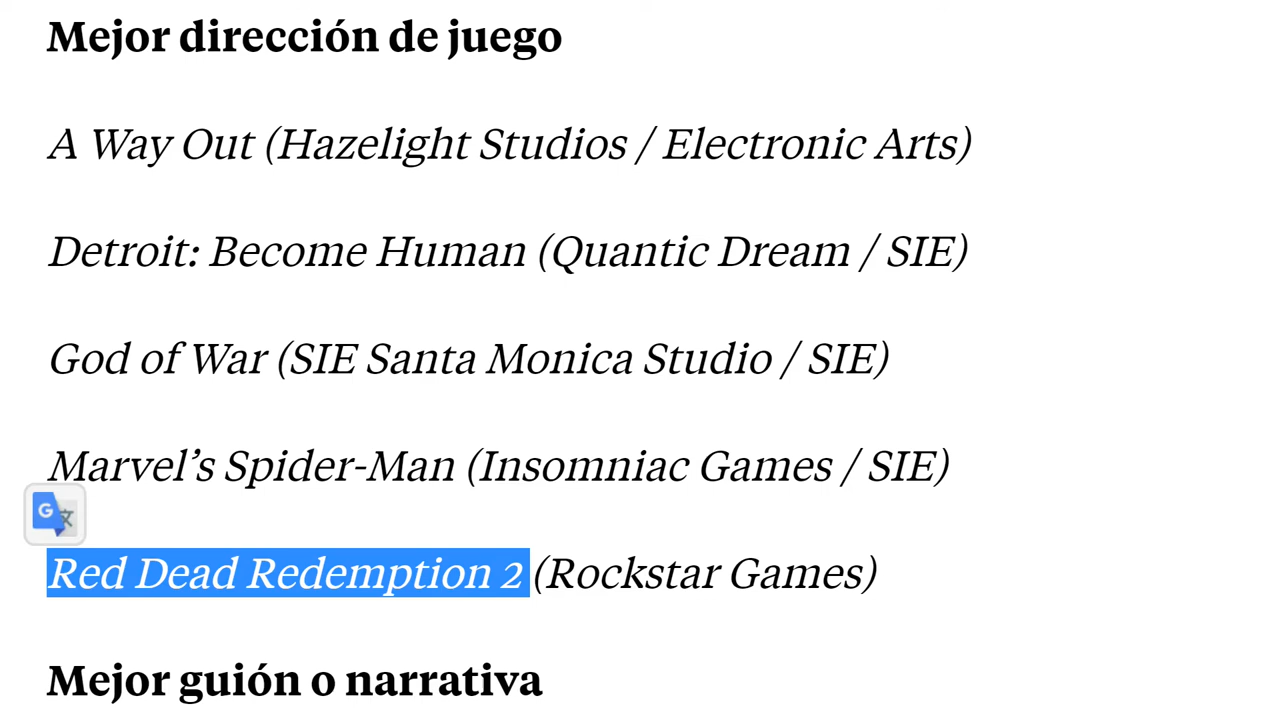 Mejor dirección de juego
A Way Out (Hazelight Studios / Electronic Arts)
Detroit: Become Human (Quantic Dream / SIE)
God of War (SIE Santa Monica Studio / SIE)
Marvel’s Spider-Man (Insomniac Games / SIE)
G 文
Red Dead Redemption 2 (Rockstar Games)
Mejor guión o narrativa